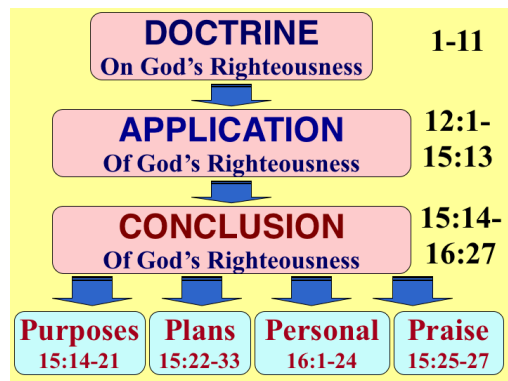 DOCTRINE
On God's Righteousness
1-11
APPLICATION
Of God's Righteousness
12:1-
15:13
CONCLUSION
Of God's Righteousness
15:14-
16:27
Purposes
15:14-21
Plans
15:22-33
Personal
16:1-24
Praise
15:25-27